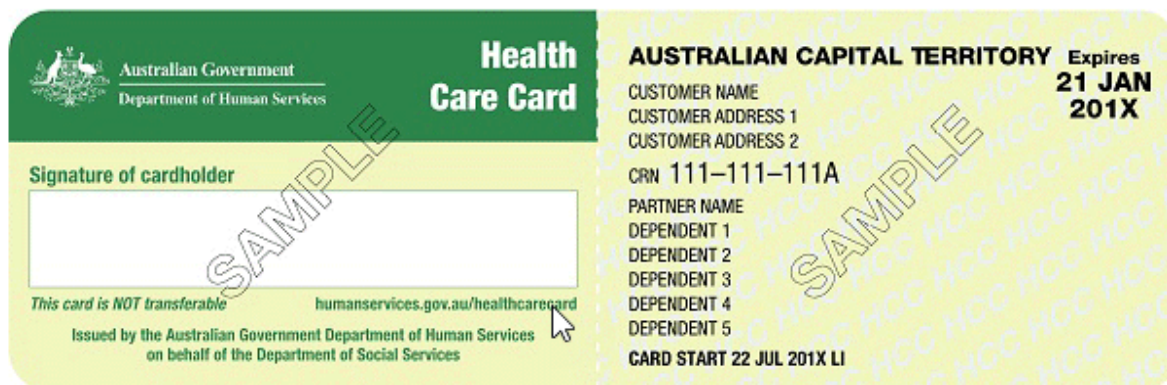 Australian Government
Department of Human Services
Health
Care Card
Signature of cardholder
SAMPLE
This card is NOT transferable
humanservices.gov.au/healthcarecard
Issued by the Australian Government Department of Human Services
on behalf of the Department of Social Services
AUSTRALIAN CAPITAL TERRITORY
Expires
21 JAN
201X
CUSTOMER NAME
CUSTOMER ADDRESS 1
CUSTOMER ADDRESS 2
CRN 111–111–111A
PARTNER NAME
DEPENDENT 1
DEPENDENT 2
DEPENDENT 3
DEPENDENT 4
DEPENDENT 5
CARD START 22 JUL 201X LI
SAMPLE
HCC HCC HCC HCC